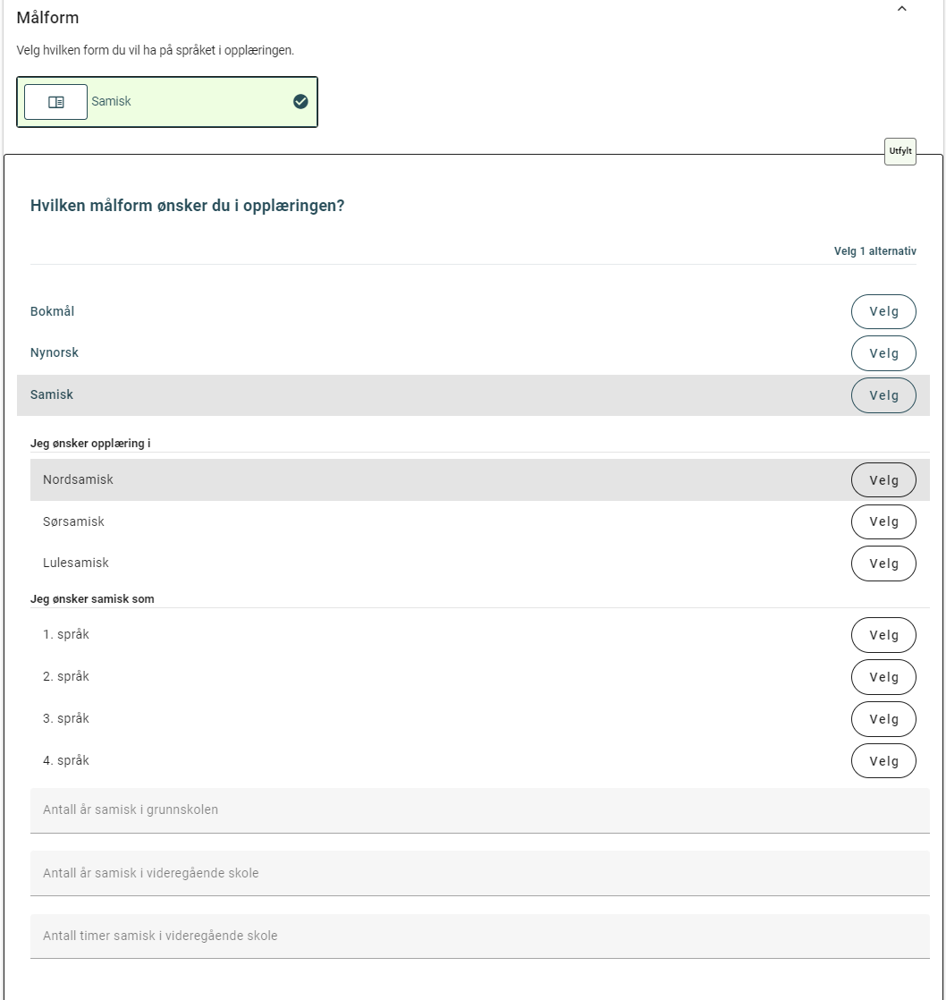 Målform
Velg hvilken form du vil ha på språket i opplæringen.
Samisk
Utfylt
Hvilken målform ønsker du i opplæringen?
Velg 1 alternativ
Bokmål Velg
Nynorsk Velg
Samisk Velg
Jeg ønsker opplæring i
Nordsamisk Velg
Sørsamisk Velg
Lulesamisk Velg
Jeg ønsker samisk som
1. språk Velg
2. språk Velg
3. språk Velg
4. språk Velg
Antall år samisk i grunnskolen
Antall år samisk i videregående skole
Antall timer samisk i videregående skole